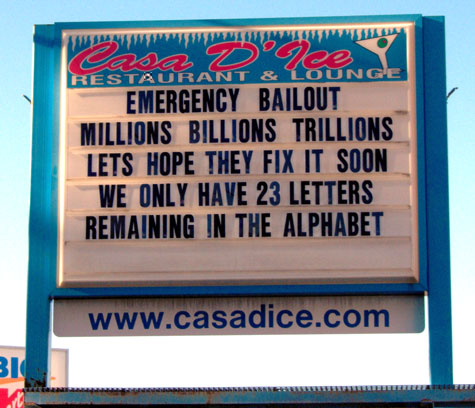 Casa D'Ice
RESTAURANT & LOUNGE
EMERGENCY BAILOUT
MILLIONS BILLIONS TRILLIONS
LETS HOPE THEY FIX IT SOON
WE ONLY HAVE 23 LETTERS
REMAINING IN THE ALPHABET
www.casadice.com